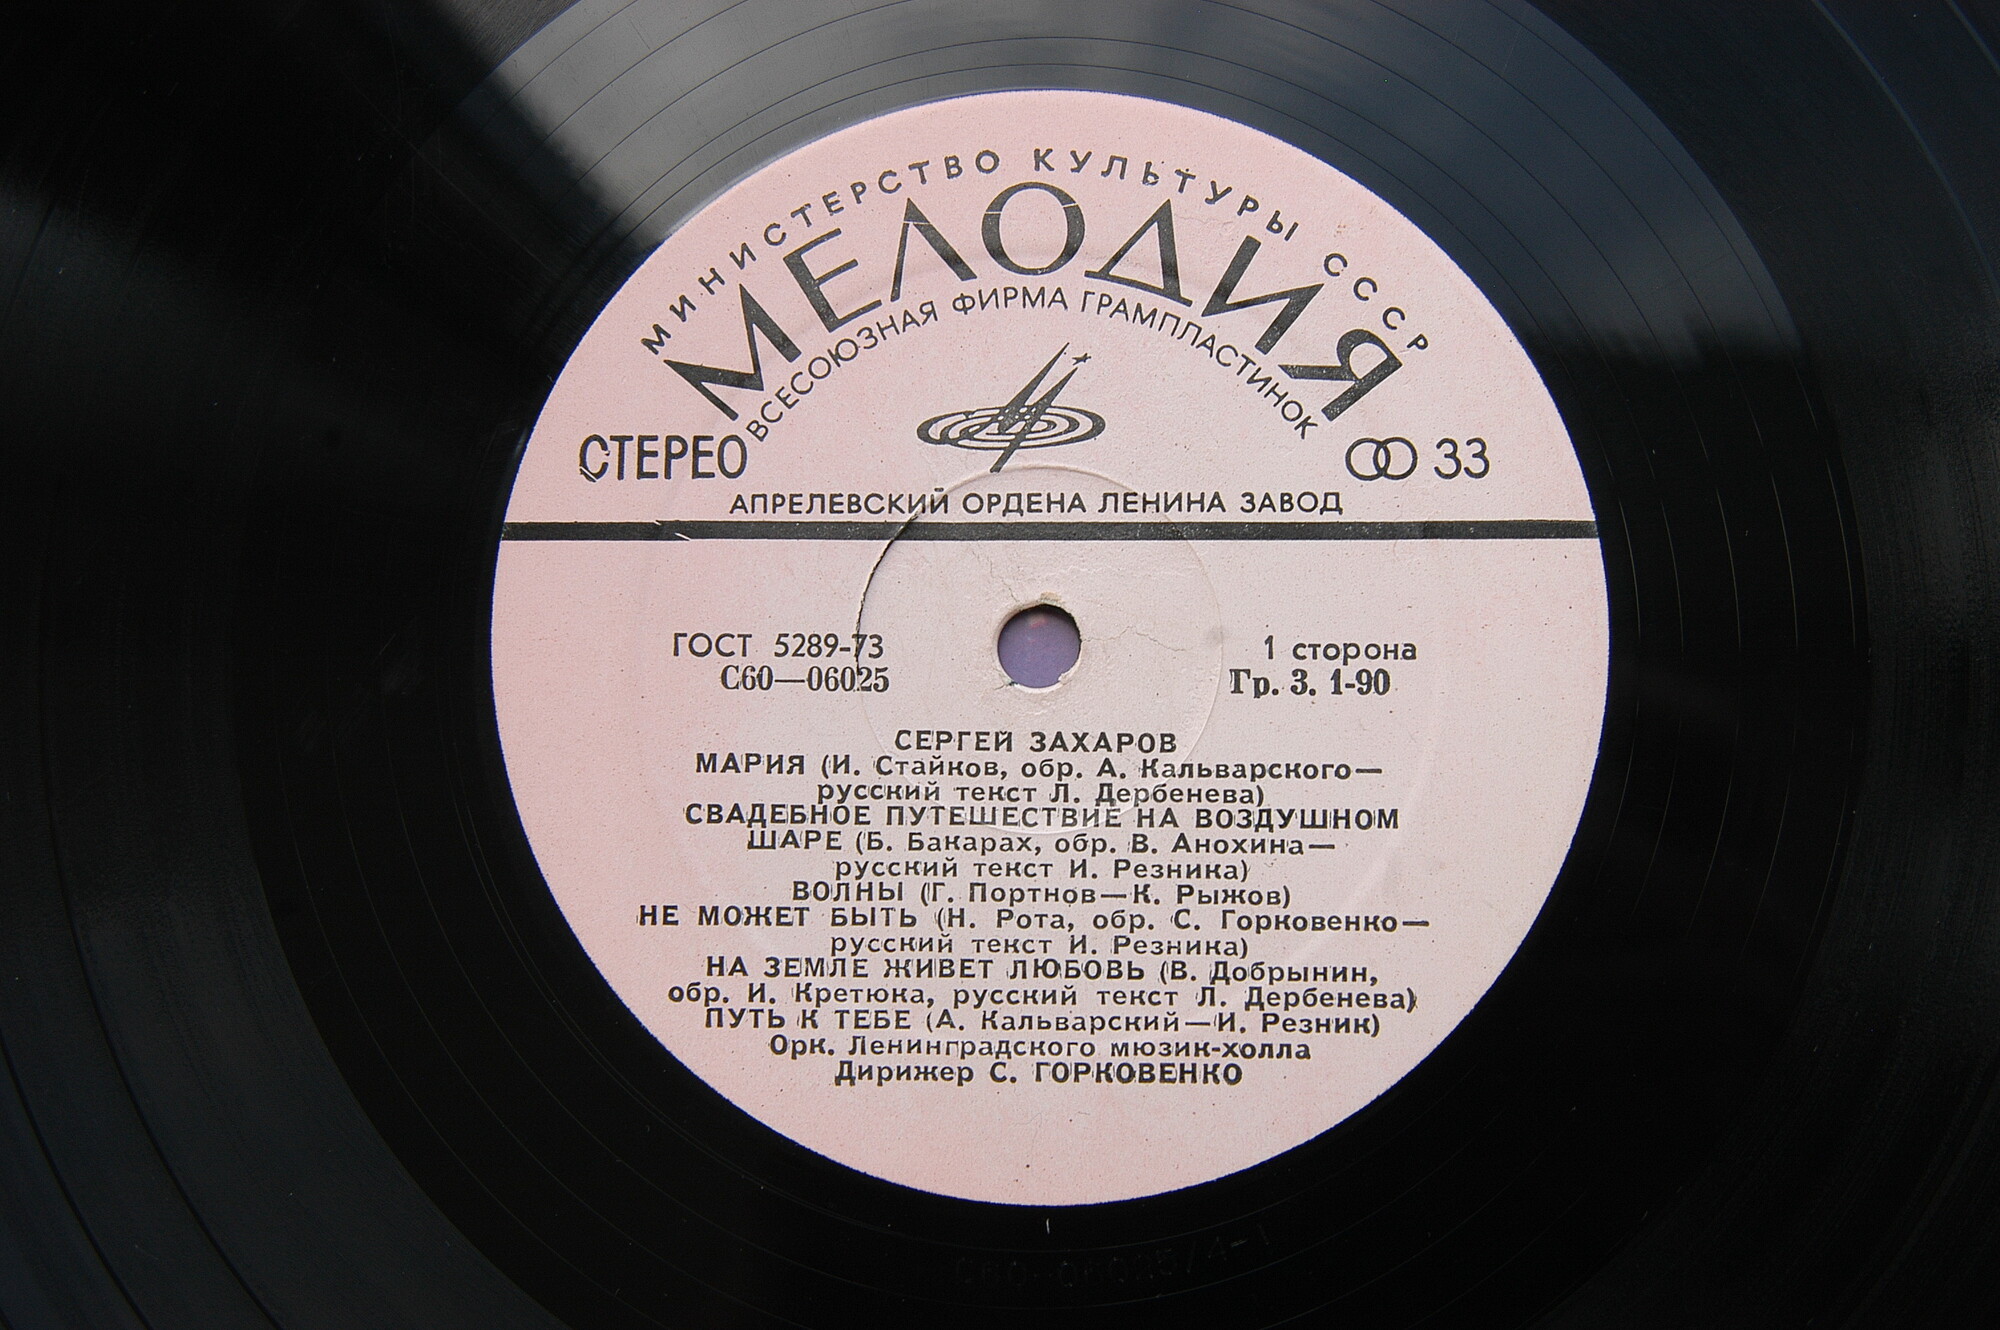 МИНИСТЕРСТВО КУЛЬТУРЫ СССР
МЕЛОДИЯ
ВСЕСОЮЗНАЯ ФИРМА ГРАМПЛАСТИНОК
СТЕРЕО
33
АПРЕЛЕВСКИЙ ОРДЕНА ЛЕНИНА ЗАВОД
ГОСТ 5289-73
1 сторона
С60—06025
Гр. 3. 1-90
СЕРГЕЙ ЗАХАРОВ
МАРИЯ (И. Стайков, обр. А. Кальварского—
русский текст Л. Дербенева)
СВАДЕБНОЕ ПУТЕШЕСТВИЕ НА ВОЗДУШНОМ
ШАРЕ (Б. Бакарах, обр. В. Анохина—
русский текст И. Резника)
ВОЛНЫ (Г. Портнов—К. Рыжов)
НЕ МОЖЕТ БЫТЬ (Н. Рота, обр. С. Горковенко—
русский текст И. Резника)
НА ЗЕМЛЕ ЖИВЕТ ЛЮБОВЬ (В. Добрынин,
обр. И. Кретюка, русский текст Л. Дербенева)
ПУТЬ К ТЕБЕ (А. Кальварский—И. Резник)
Орк. Ленинградского мюзик-холла
Дирижер С. ГОРКОВЕНКО